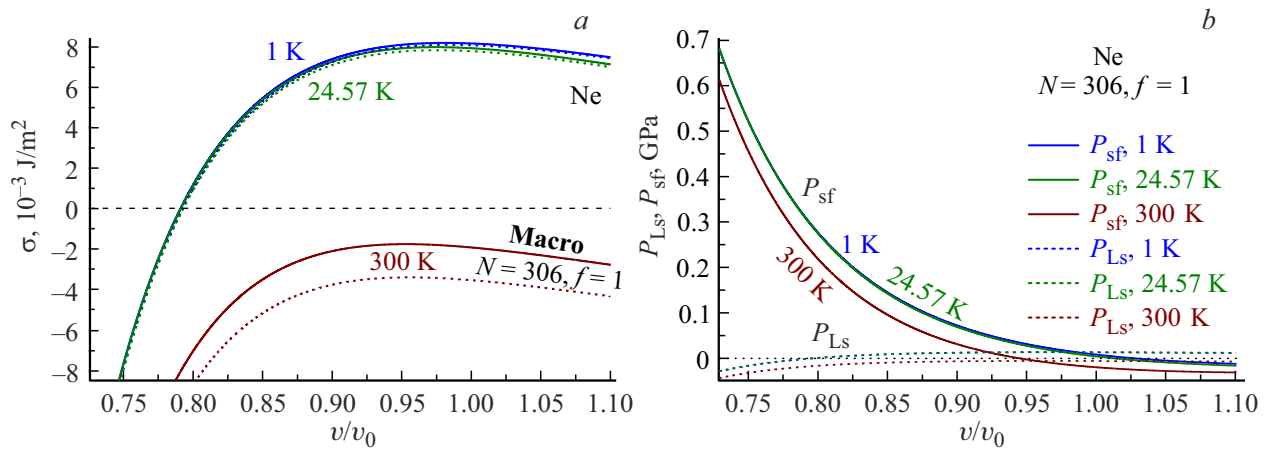 a
8
6
4
2
0
–2
–4
–6
–8
σ, 10⁻³ J/m²
1 K
24.57 K
Ne
Macro
300 K
N = 306, f = 1
0.75 0.80 0.85 0.90 0.95 1.00 1.05 1.10
v/v₀
b
0.7
0.6
0.5
0.4
0.3
0.2
0.1
0
P_Ls, P_sf, GPa
Ne
N = 306, f = 1
P_sf, 1 K
P_sf, 24.57 K
P_sf, 300 K
P_Ls, 1 K
P_Ls, 24.57 K
P_Ls, 300 K
P_sf
1 K
24.57 K
300 K
P_Ls
0.75 0.80 0.85 0.90 0.95 1.00 1.05 1.10
v/v₀